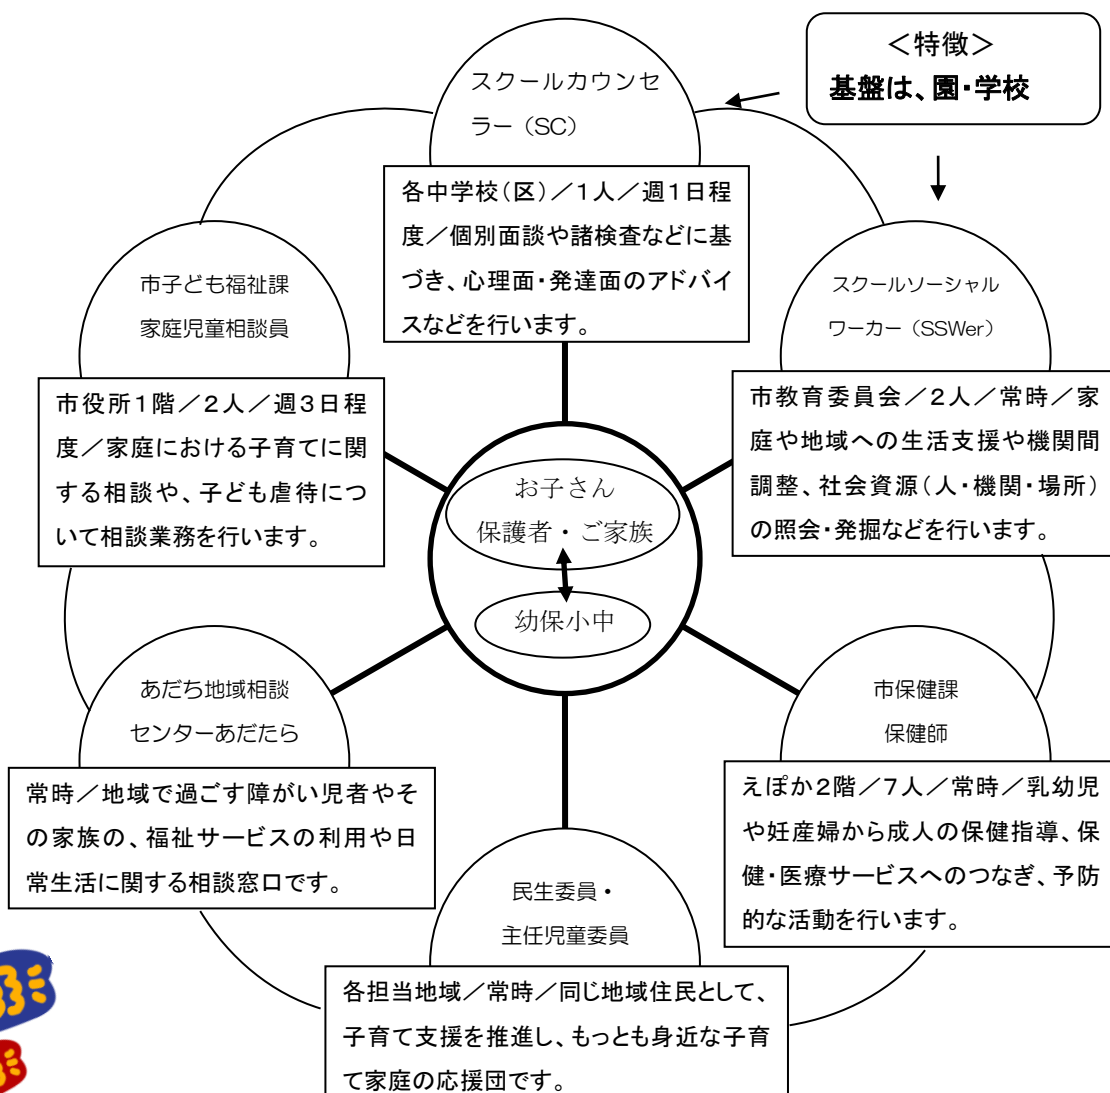 ＜特徴＞
基盤は、園・学校
スクールカウンセ
ラー（SC）
各中学校（区）／１人／週１日程
度／個別面談や諸検査などに基
づき、心理面・発達面のアドバイ
スなどを行います。
市子ども福祉課
家庭児童相談員
市役所１階／２人／週３日程
度／家庭における子育てに関
する相談や、子ども虐待につ
いて相談業務を行います。
スクールソーシャル
ワーカー（SSWer）
市教育委員会／２人／常時／家
庭や地域への生活支援や機関間
調整、社会資源（人・機関・場所）
の照会・発掘などを行います。
お子さん
保護者・ご家族
幼保小中
あだち地域相談
センターあだたら
常時／地域で過ごす障がい児者やそ
の家族の、福祉サービスの利用や日
常生活に関する相談窓口です。
市保健課
保健師
えぽか２階／７人／常時／乳幼児
や妊産婦から成人の保健指導、保
健・医療サービスへのつなぎ、予防
的な活動を行います。
民生委員・
主任児童委員
各担当地域／常時／同じ地域住民として、
子育て支援を推進し、もっとも身近な子育
て家庭の応援団です。